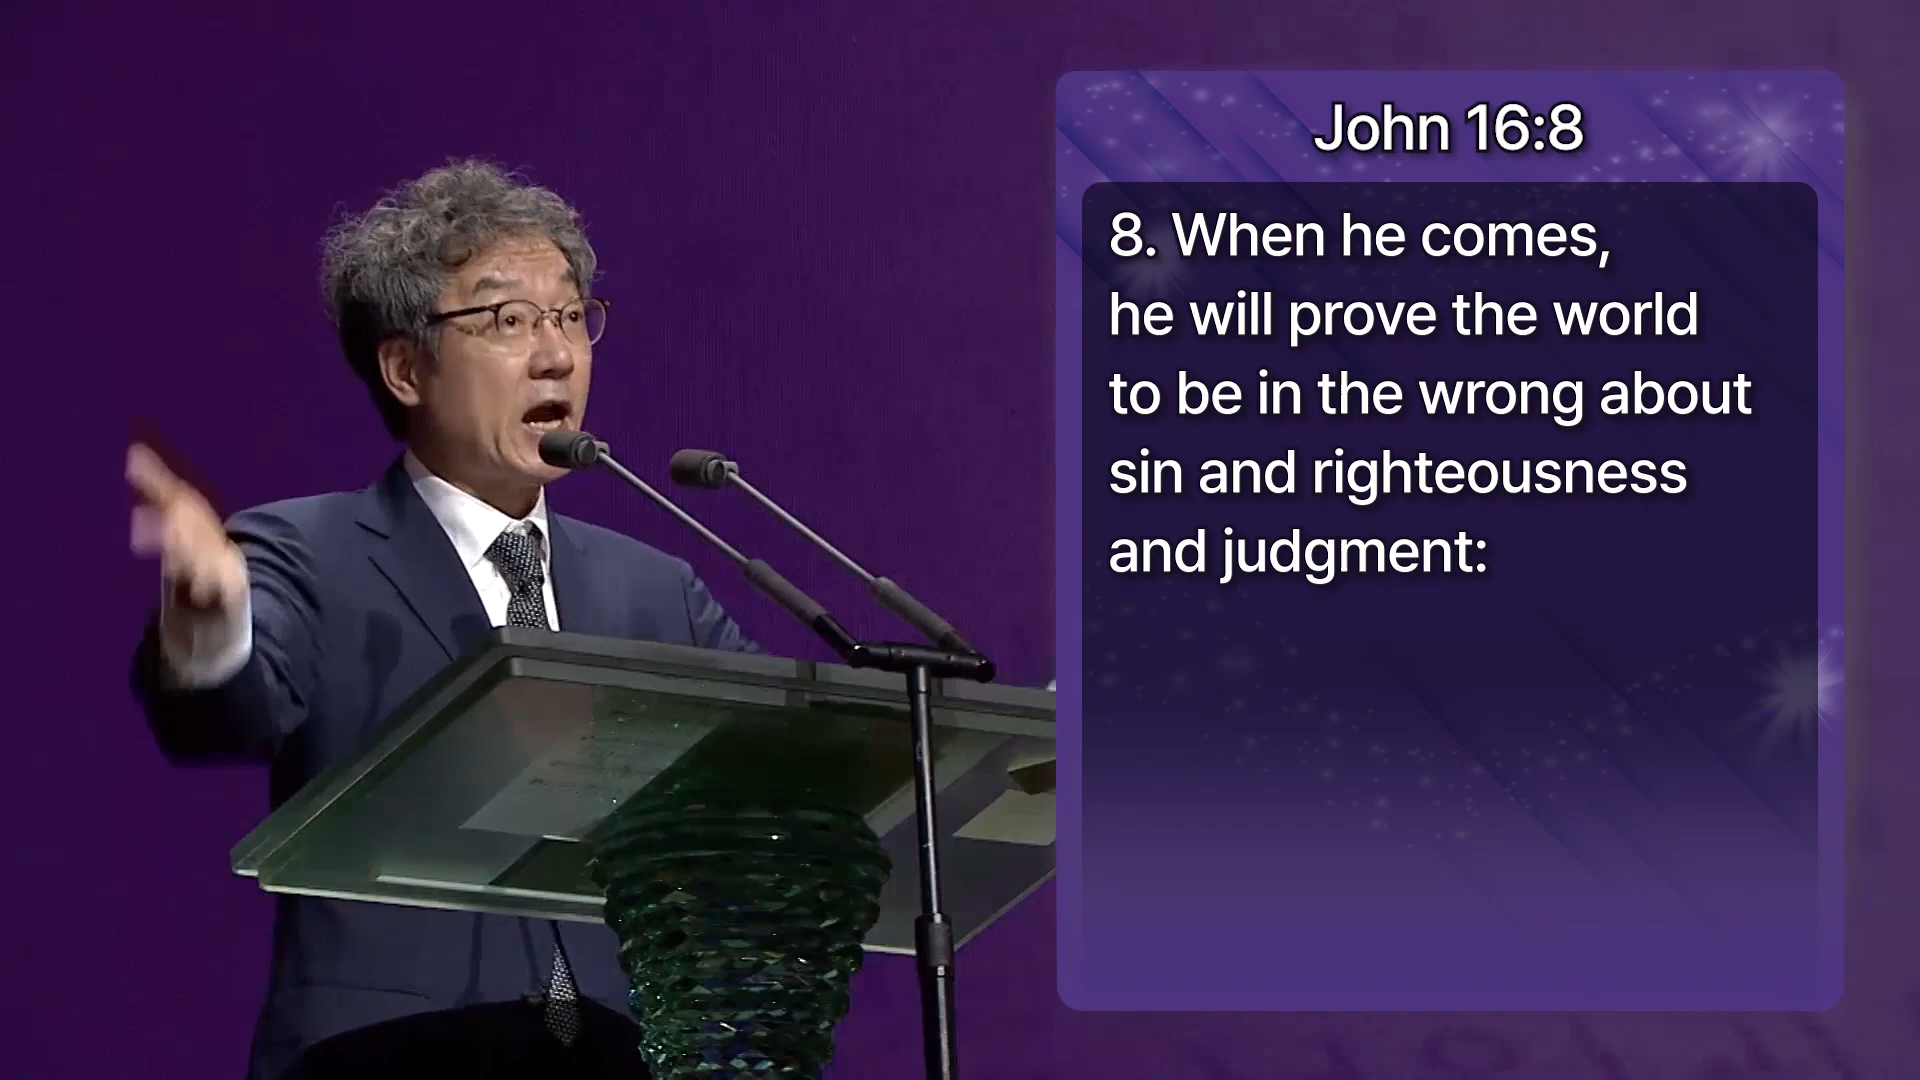 John 16:8
8. When he comes,
he will prove the world
to be in the wrong about
sin and righteousness
and judgment: